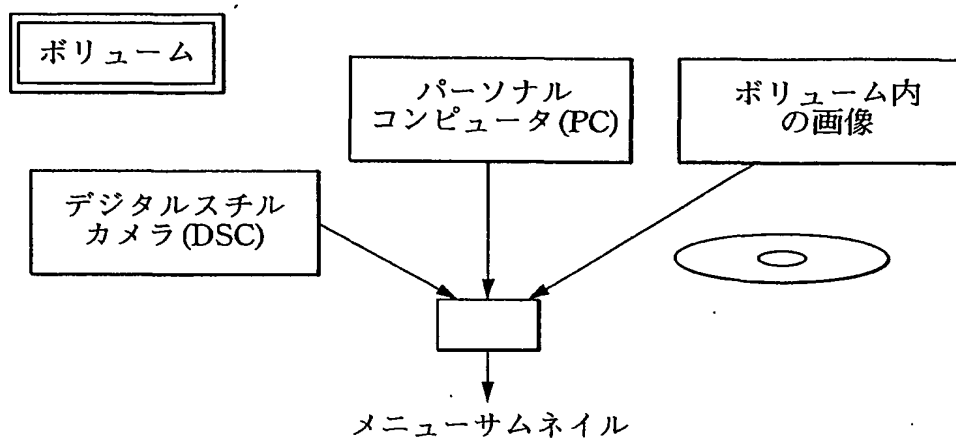 ボリューム
パーソナル
コンピュータ(PC)
ボリューム内
の画像
デジタルスチル
カメラ(DSC)
メニューサムネイル